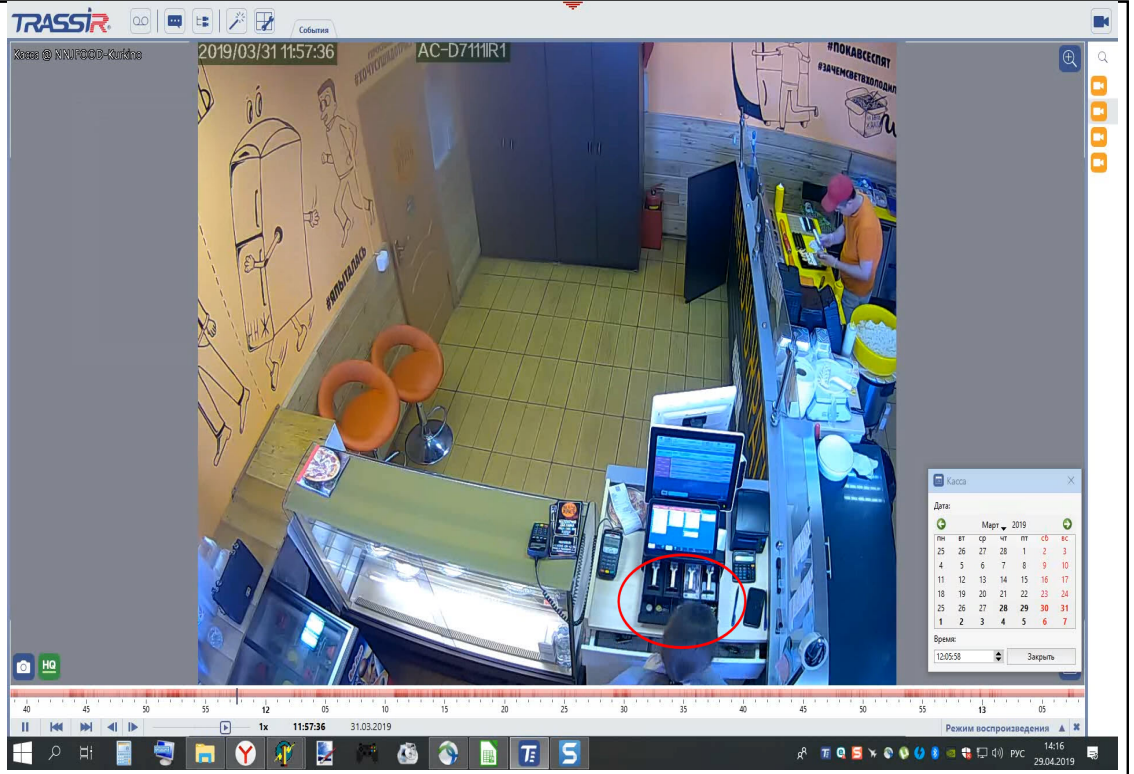 TRASSIR
События
Касса @ NNJFOOD-Kurkino
2019/03/31 11:57:36
AC-D7111IR1
#ХОЧУСУШИ
#ПОКАВСЕСПЯТ
#ЗАЧЕМСВЕТВХОЛОДИЛ
#ЯПЫТАЛАСЬ
Касса
Дата:
Март 2019
пн вт ср чт пт сб вс
25 26 27 28 1 2 3
4 5 6 7 8 9 10
11 12 13 14 15 16 17
18 19 20 21 22 23 24
25 26 27 28 29 30 31
1 2 3 4 5 6 7
Время:
12:05:58
Закрыть
HQ
40 45 50 55 12 05 10 15 20 25 30 35 40 45 50 55 13 05
1x 11:57:36 31.03.2019
Режим воспроизведения
РУС
14:16
29.04.2019